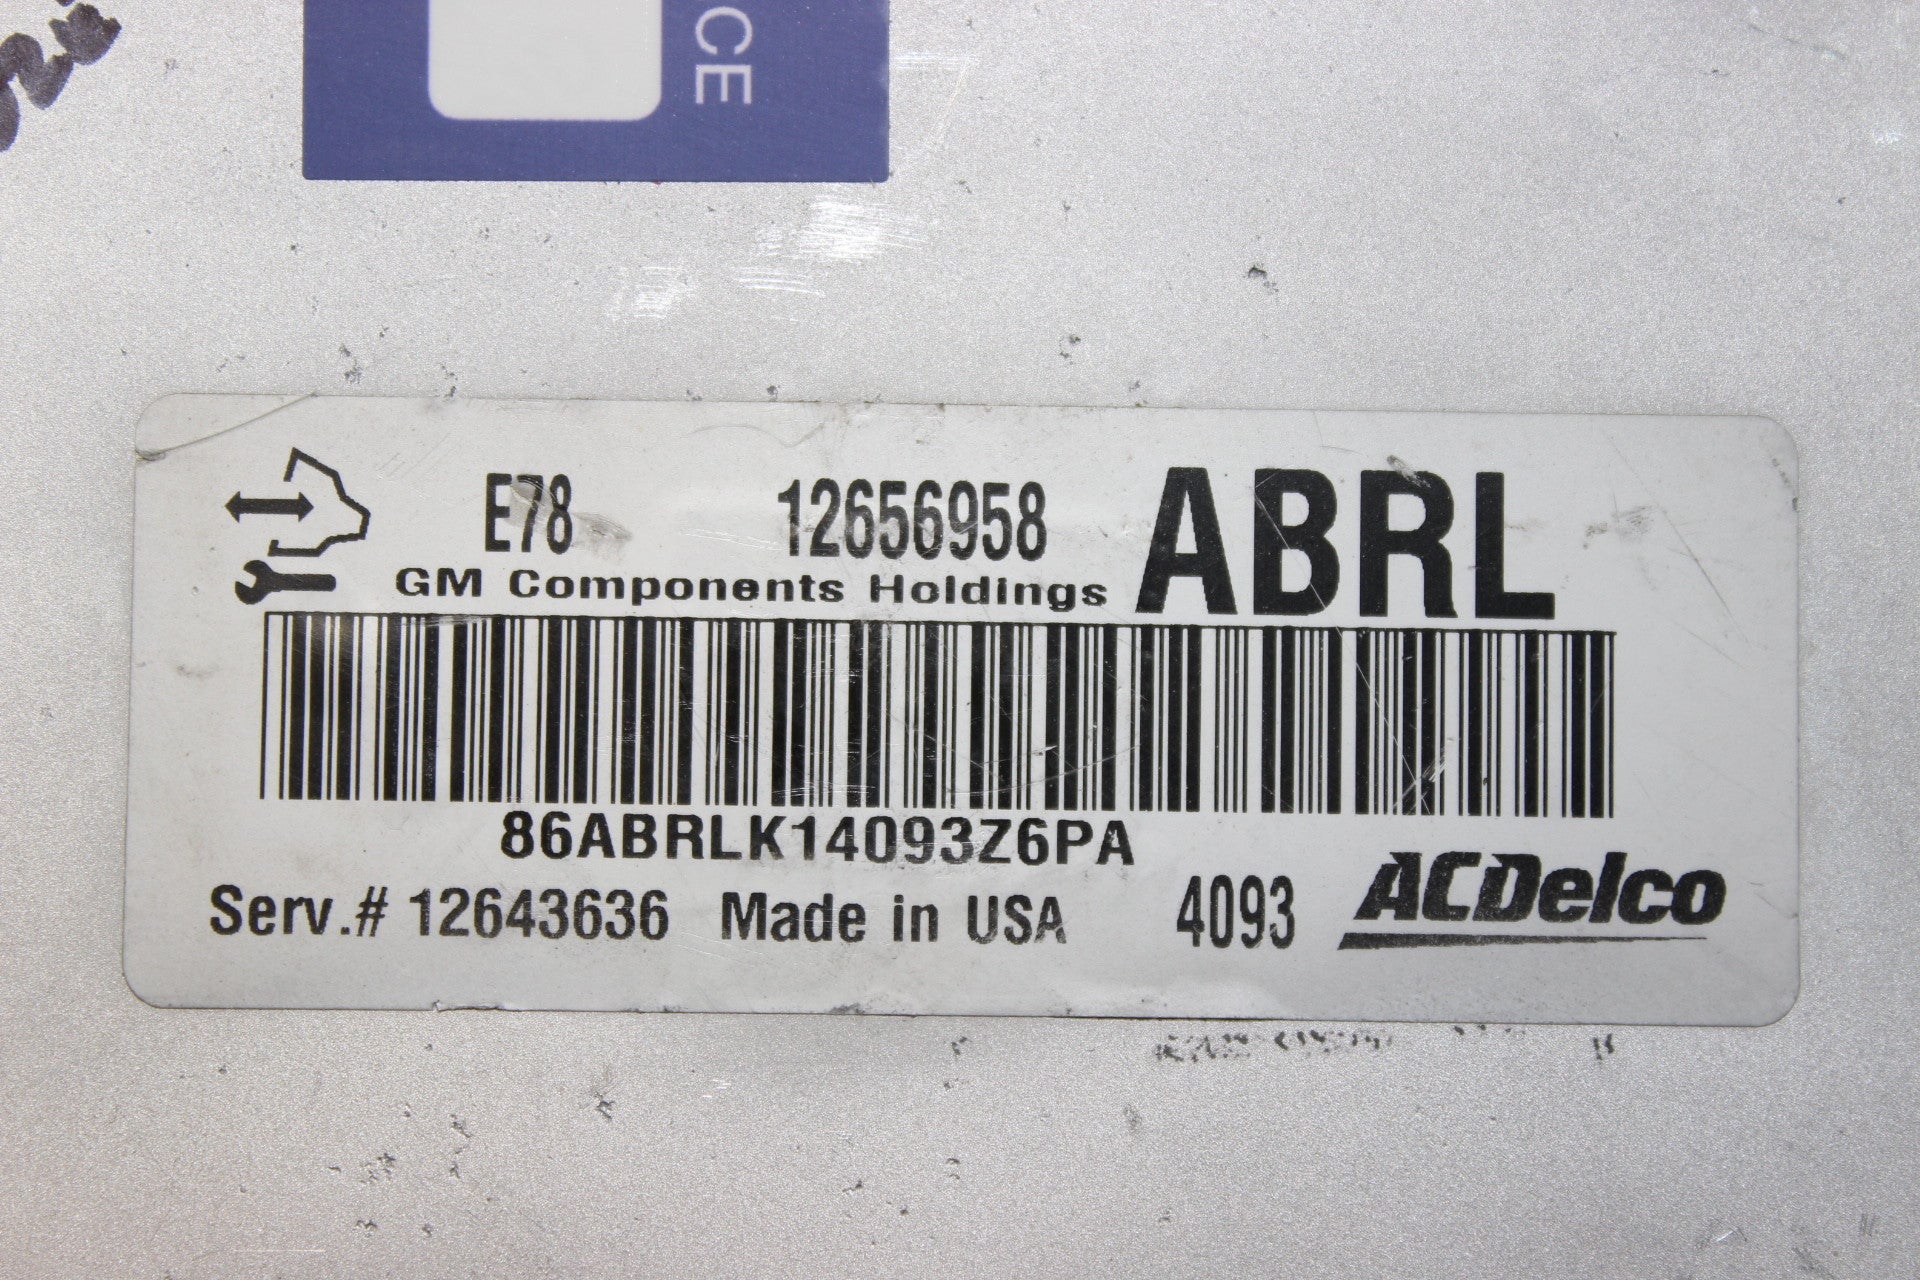 CE
E78 12656958 ABRL
GM Components Holdings
86ABRLK14093Z6PA
Serv.# 12643636 Made in USA 4093 ACDelco